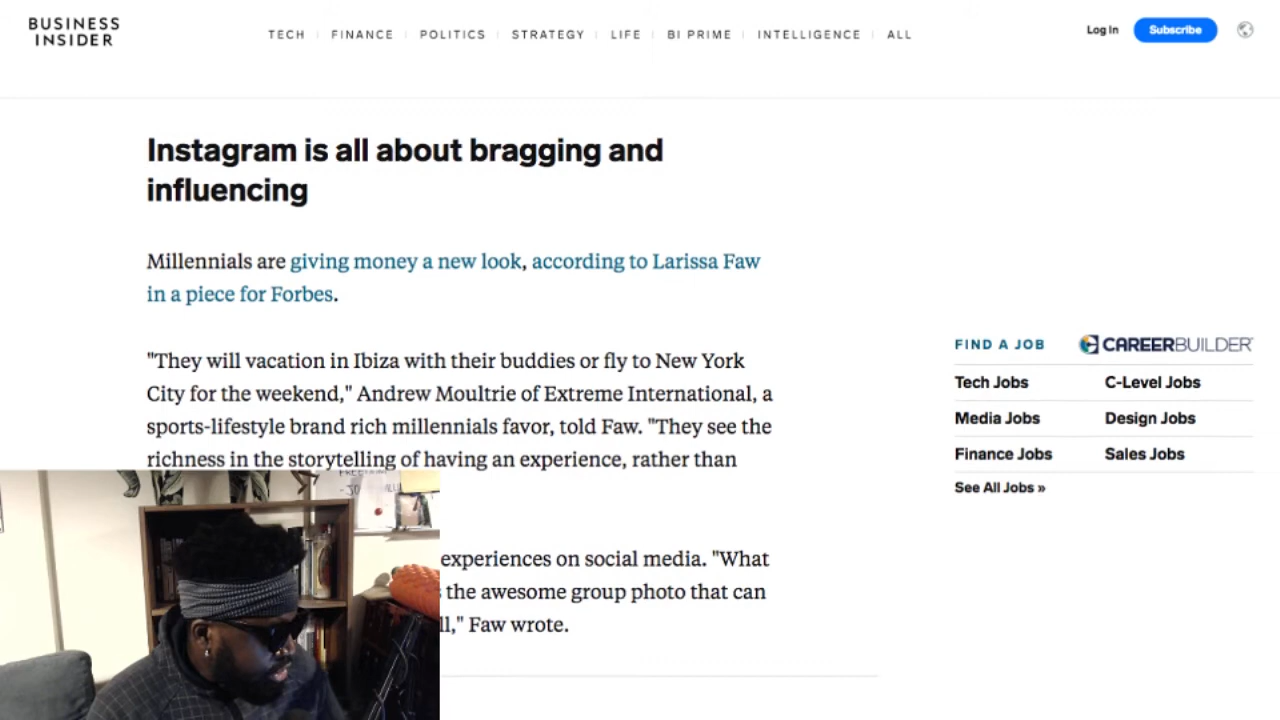 BUSINESS
INSIDER
TECH
FINANCE
POLITICS
STRATEGY
LIFE
BI PRIME
INTELLIGENCE
ALL
Log In
Subscribe
Instagram is all about bragging and
influencing
Millennials are giving money a new look, according to Larissa Faw
in a piece for Forbes.
"They will vacation in Ibiza with their buddies or fly to New York
City for the weekend," Andrew Moultrie of Extreme International, a
sports-lifestyle brand rich millennials favor, told Faw. "They see the
richness in the storytelling of having an experience, rather than
experiences on social media. "What
the awesome group photo that can
ll," Faw wrote.
FIND A JOB
CAREERBUILDER
Tech Jobs
C-Level Jobs
Media Jobs
Design Jobs
Finance Jobs
Sales Jobs
See All Jobs »